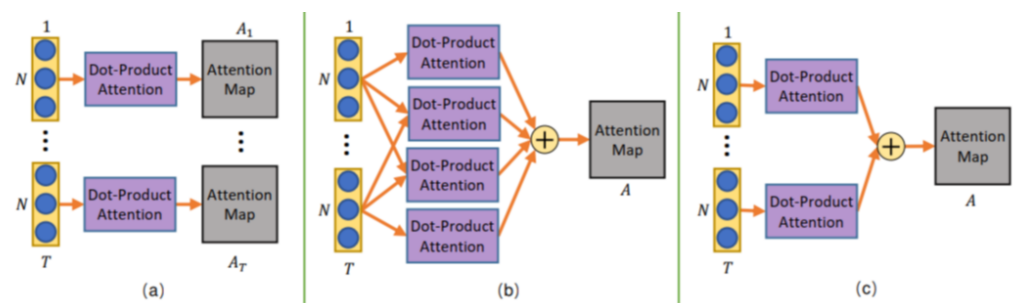 1
N
Dot-Product
Attention
A₁
Attention
Map
...
...
N
Dot-Product
Attention
Attention
Map
T
A_T
(a)
1
N
...
N
T
Dot-Product
Attention
Dot-Product
Attention
Dot-Product
Attention
Dot-Product
Attention
+
Attention
Map
A
(b)
1
N
...
N
T
Dot-Product
Attention
Dot-Product
Attention
+
Attention
Map
A
(c)